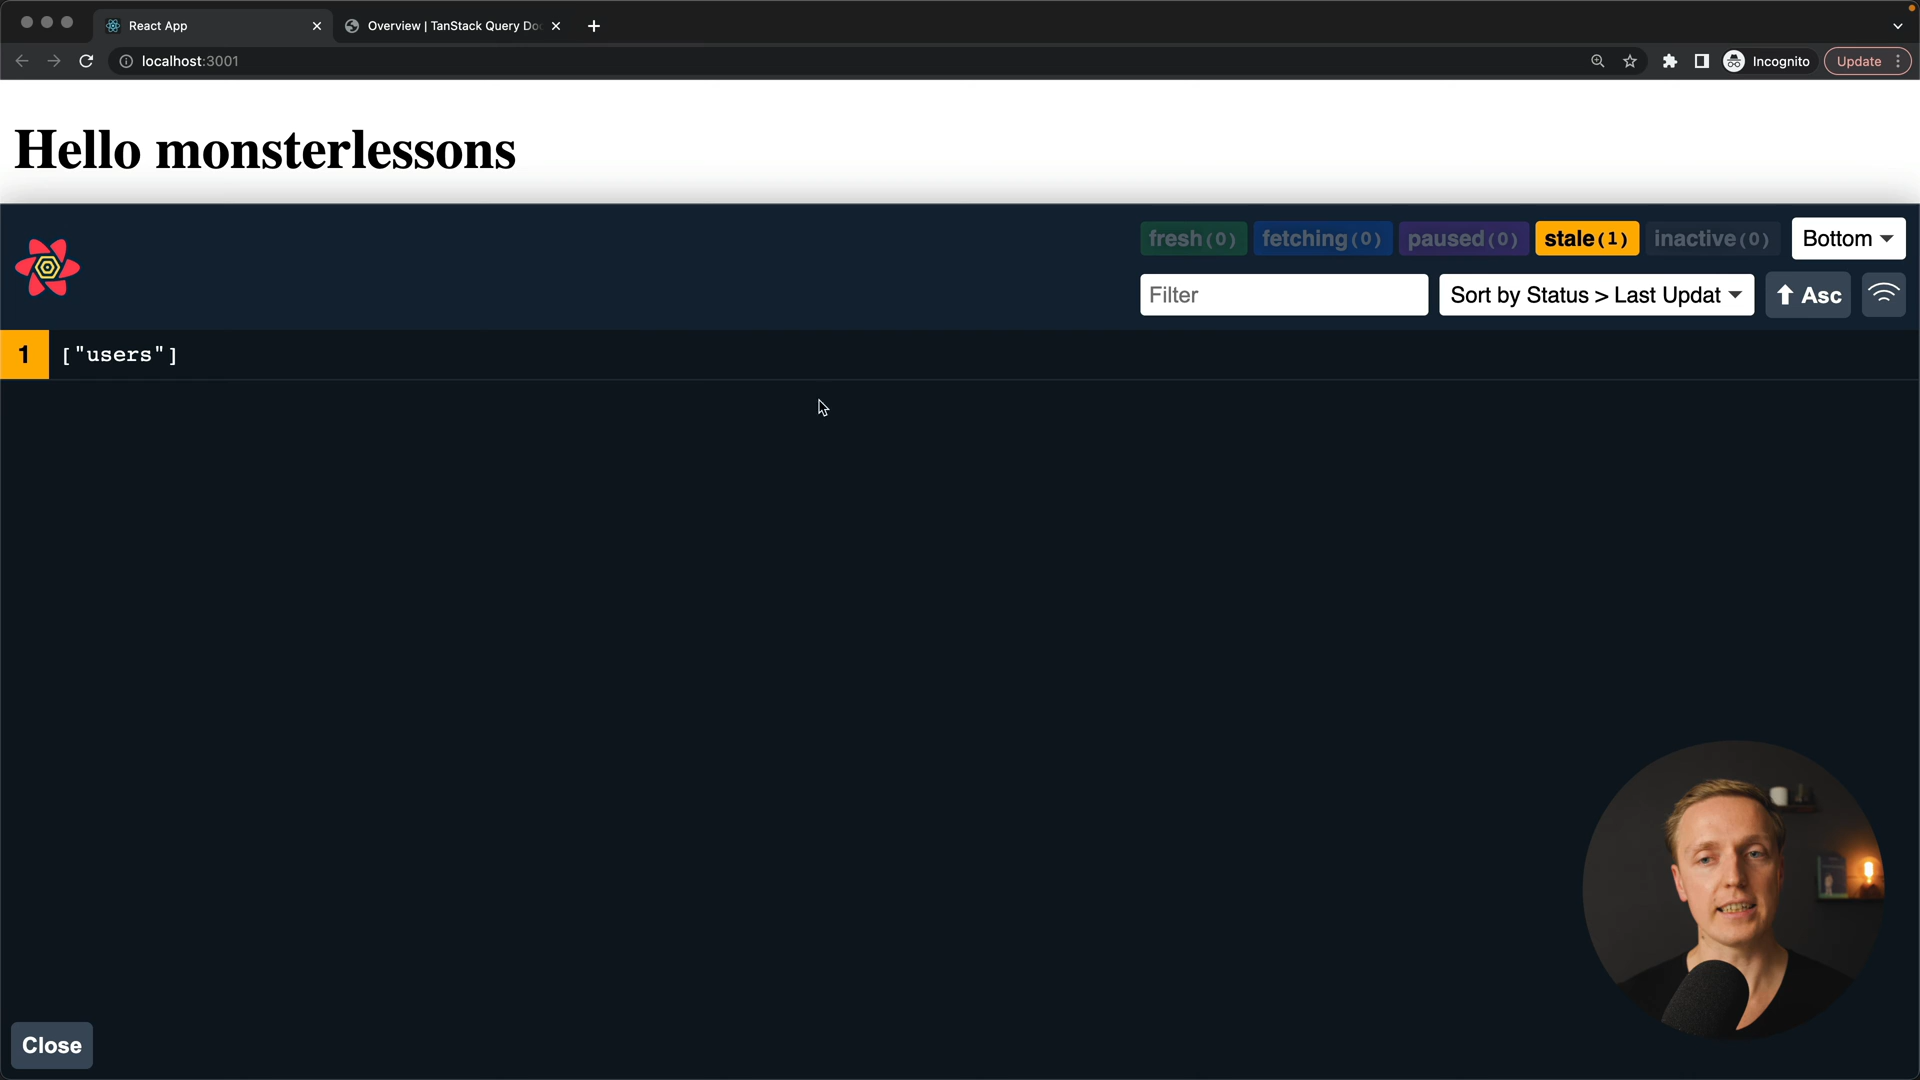 React App
Overview | TanStack Query Do
localhost:3001
Incognito
Update
Hello monsterlessons
fresh(0)
fetching(0)
paused(0)
stale(1)
inactive(0)
Bottom
Filter
Sort by Status > Last Updat
Asc
1
["users"]
Close